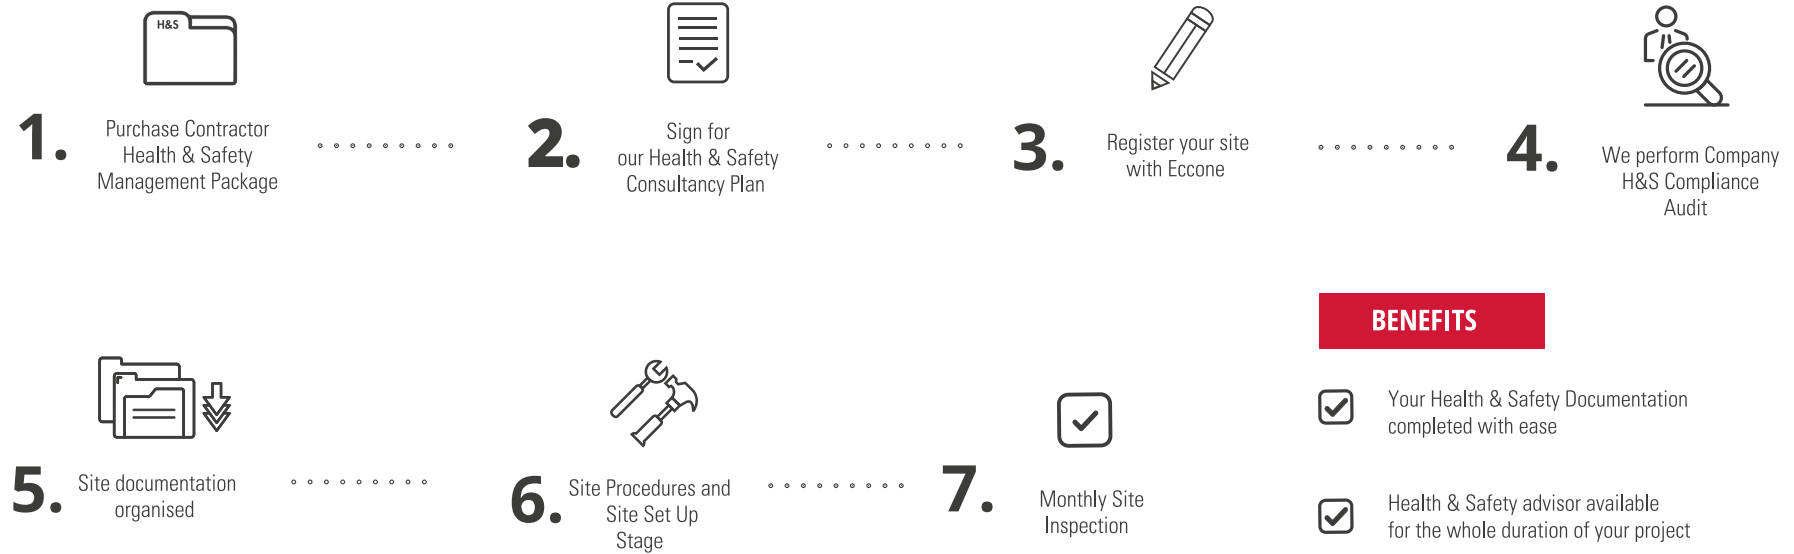 H&S
1.
Purchase Contractor
Health & Safety
Management Package
2.
Sign for
our Health & Safety
Consultancy Plan
3.
Register your site
with Eccone
4.
We perform Company
H&S Compliance
Audit
5.
Site documentation
organised
6.
Site Procedures and
Site Set Up
Stage
7.
Monthly Site
Inspection
BENEFITS
Your Health & Safety Documentation
completed with ease
Health & Safety advisor available
for the whole duration of your project